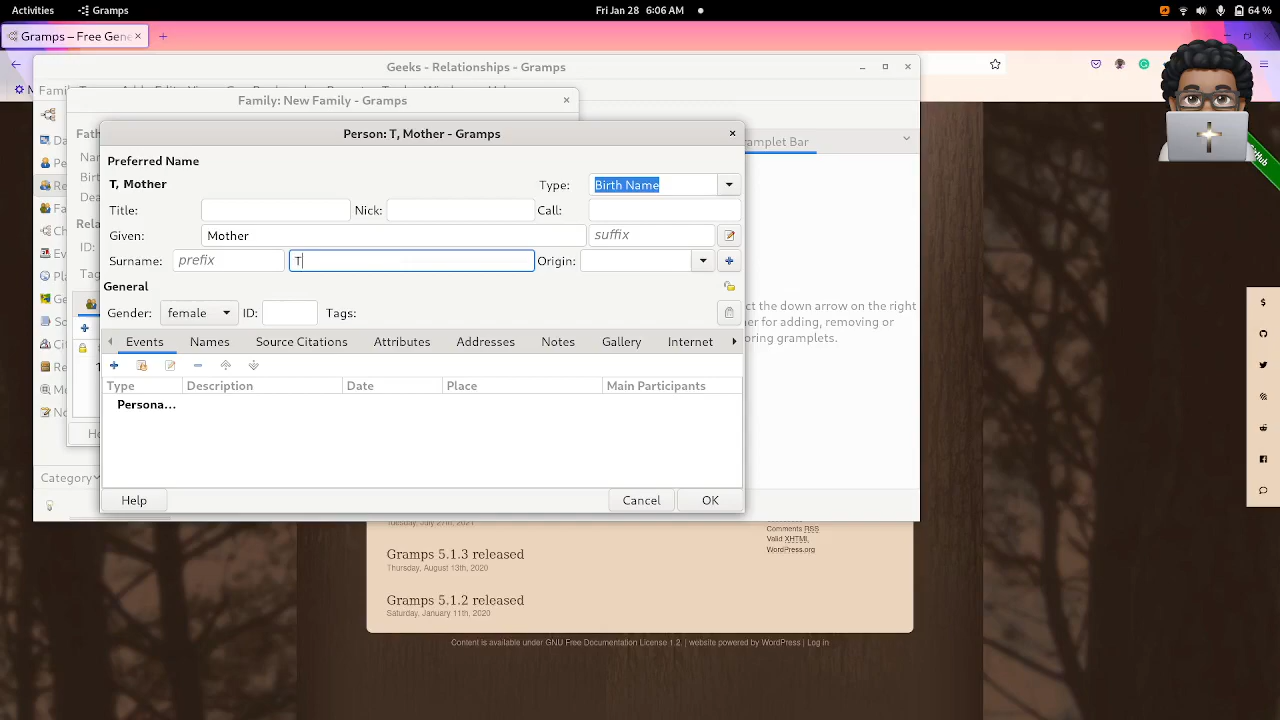 Activities Gramps Fri Jan 28 6:06 AM 64 %
Gramps – Free Gene
Geeks - Relationships - Gramps
Family: New Family - Gramps
Person: T, Mother - Gramps
Gramplet Bar
Preferred Name
T, Mother Type: Birth Name
Title: Nick: Call:
Given: Mother suffix
Surname: prefix T Origin:
General
Gender: female ID: Tags:
Events Names Source Citations Attributes Addresses Notes Gallery Internet
Type Description Date Place Main Participants
Persona...
Help Cancel OK
ct the down arrow on the right
ner for adding, removing or
oring gramplets.
Category
Tuesday, July 27th, 2021
Comments RSS
Valid XHTML
WordPress.org
Gramps 5.1.3 released
Thursday, August 13th, 2020
Gramps 5.1.2 released
Saturday, January 11th, 2020
Content is available under GNU Free Documentation License 1.2. | website powered by WordPress | Log in